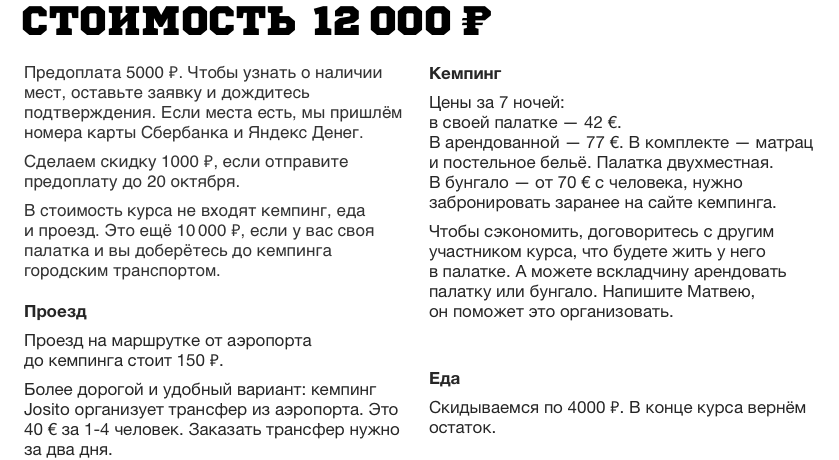 СТОИМОСТЬ 12 000 ₽
Предоплата 5000 ₽. Чтобы узнать о наличии
мест, оставьте заявку и дождитесь
подтверждения. Если места есть, мы пришлём
номера карты Сбербанка и Яндекс Денег.
Сделаем скидку 1000 ₽, если отправите
предоплату до 20 октября.
В стоимость курса не входят кемпинг, еда
и проезд. Это ещё 10 000 ₽, если у вас своя
палатка и вы доберётесь до кемпинга
городским транспортом.
Проезд
Проезд на маршрутке от аэропорта
до кемпинга стоит 150 ₽.
Более дорогой и удобный вариант: кемпинг
Josito организует трансфер из аэропорта. Это
40 € за 1-4 человек. Заказать трансфер нужно
за два дня.
Кемпинг
Цены за 7 ночей:
в своей палатке — 42 €.
В арендованной — 77 €. В комплекте — матрац
и постельное бельё. Палатка двухместная.
В бунгало — от 70 € с человека, нужно
забронировать заранее на сайте кемпинга.
Чтобы сэкономить, договоритесь с другим
участником курса, что будете жить у него
в палатке. А можете вскладчину арендовать
палатку или бунгало. Напишите Матвею,
он поможет это организовать.
Еда
Скидываемся по 4000 ₽. В конце курса вернём
остаток.